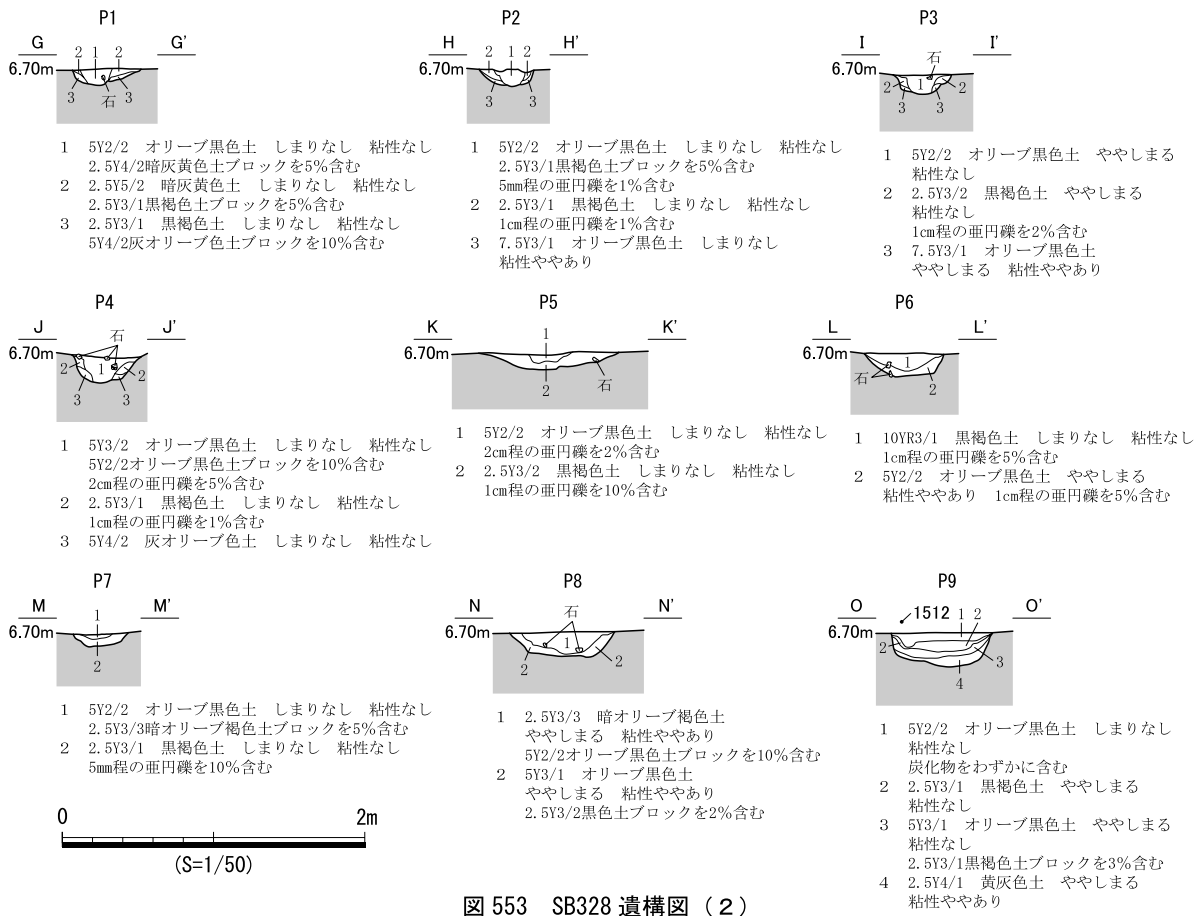 P1
G G'
6.70m
2 1 2
3 石 3
1 5Y2/2 オリーブ黒色土 しまりなし 粘性なし
2.5Y4/2暗灰黄色土ブロックを5%含む
2 2.5Y5/2 暗灰黄色土 しまりなし 粘性なし
2.5Y3/1黒褐色土ブロックを5%含む
3 2.5Y3/1 黒褐色土 しまりなし 粘性なし
5Y4/2灰オリーブ色土ブロックを10%含む
P2
H H'
6.70m
2 1 2
3 3
1 5Y2/2 オリーブ黒色土 しまりなし 粘性なし
2.5Y3/1黒褐色土ブロックを5%含む
5mm程の亜円礫を1%含む
2 2.5Y3/1 黒褐色土 しまりなし 粘性なし
1cm程の亜円礫を1%含む
3 7.5Y3/1 オリーブ黒色土 しまりなし
粘性ややあり
P3
I I'
石
6.70m
2 1 2
3 3
1 5Y2/2 オリーブ黒色土 ややしまる
粘性なし
2 2.5Y3/2 黒褐色土 ややしまる
粘性なし
1cm程の亜円礫を2%含む
3 7.5Y3/1 オリーブ黒色土
ややしまる 粘性ややあり
P4
J J'
石
6.70m
2 1 2
3 3
1 5Y3/2 オリーブ黒色土 しまりなし 粘性なし
5Y2/2オリーブ黒色土ブロックを10%含む
2cm程の亜円礫を5%含む
2 2.5Y3/1 黒褐色土 しまりなし 粘性なし
1cm程の亜円礫を1%含む
3 5Y4/2 灰オリーブ色土 しまりなし 粘性なし
P5
K K'
6.70m
1
2 石
1 5Y2/2 オリーブ黒色土 しまりなし 粘性なし
2cm程の亜円礫を2%含む
2 2.5Y3/2 黒褐色土 しまりなし 粘性なし
1cm程の亜円礫を10%含む
P6
L L'
6.70m
1
石 2
1 10YR3/1 黒褐色土 しまりなし 粘性なし
1cm程の亜円礫を5%含む
2 5Y2/2 オリーブ黒色土 ややしまる
粘性ややあり 1cm程の亜円礫を5%含む
P7
M M'
6.70m
1
2
1 5Y2/2 オリーブ黒色土 しまりなし 粘性なし
2.5Y3/3暗オリーブ褐色土ブロックを5%含む
2 2.5Y3/1 黒褐色土 しまりなし 粘性なし
5mm程の亜円礫を10%含む
P8
N N'
石
6.70m
2 1 2
1 2.5Y3/3 暗オリーブ褐色土
ややしまる 粘性ややあり
5Y2/2オリーブ黒色土ブロックを10%含む
2 5Y3/1 オリーブ黒色土
ややしまる 粘性ややあり
2.5Y3/2黒色土ブロックを2%含む
P9
O O'
1512 1 2
6.70m
2 3
4
1 5Y2/2 オリーブ黒色土 しまりなし
粘性なし
炭化物をわずかに含む
2 2.5Y3/1 黒褐色土 ややしまる
粘性なし
3 5Y3/1 オリーブ黒色土 ややしまる
粘性なし
2.5Y3/1黒褐色土ブロックを3%含む
4 2.5Y4/1 黄灰色土 ややしまる
粘性ややあり
0 2m
(S=1/50)
図 553 SB328 遺構図（２）